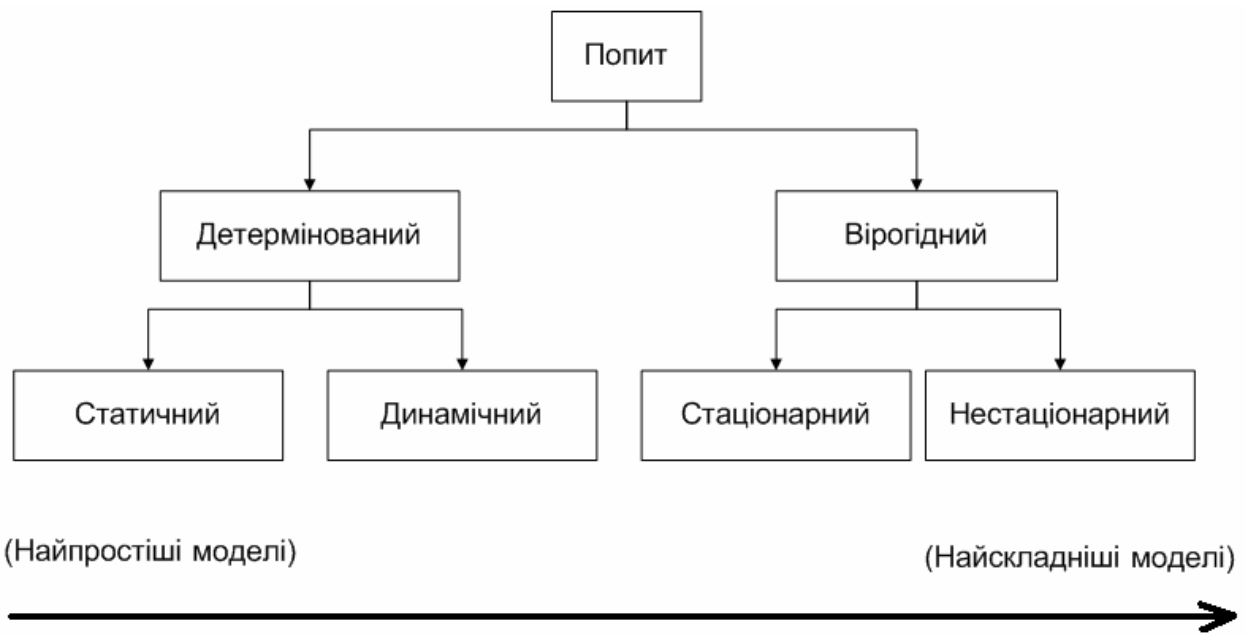 Попит
Детермінований
Вірогідний
Статичний
Динамічний
Стаціонарний
Нестаціонарний
(Найпростіші моделі)
(Найскладніші моделі)